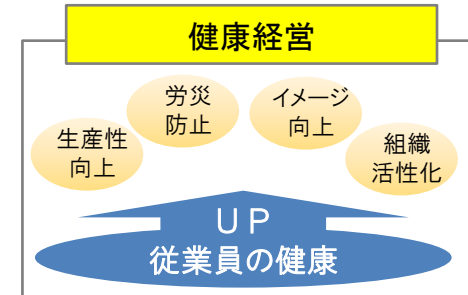 健康経営
労災
防止
イメージ
向上
生産性
向上
組織
活性化
ＵＰ
従業員の健康